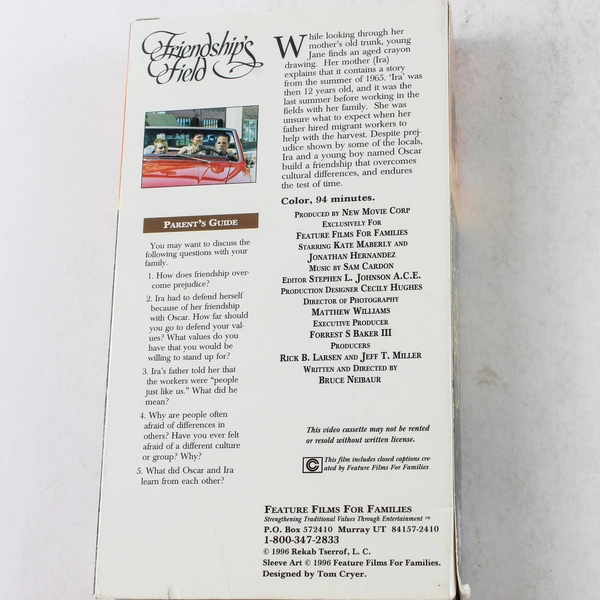 Friendship's
Field
While looking through her
mother's old trunk, young
Jane finds an aged crayon
drawing. Her mother (Ira)
explains that it contains a story
from the summer of 1965. 'Ira' was
then 12 years old, and it was the
last summer before working in the
fields with her family. She was
unsure what to expect when her
father hired migrant workers to
help with the harvest. Despite prej-
udice shown by some of the locals,
Ira and a young boy named Oscar
build a friendship that overcomes
cultural differences, and endures
the test of time.
Color, 94 minutes.
PRODUCED BY NEW MOVIE CORP
EXCLUSIVELY FOR
FEATURE FILMS FOR FAMILIES
STARRING KATE MABERLY AND
JONATHAN HERNANDEZ
MUSIC BY SAM CARDON
EDITOR STEPHEN L. JOHNSON A.C.E.
PRODUCTION DESIGNER CECILY HUGHES
DIRECTOR OF PHOTOGRAPHY
MATTHEW WILLIAMS
EXECUTIVE PRODUCER
FORREST S BAKER III
PRODUCERS
RICK B. LARSEN AND JEFF T. MILLER
WRITTEN AND DIRECTED BY
BRUCE NEIBAUR
PARENT'S GUIDE
You may want to discuss the
following questions with your
family.
1. How does friendship over-
come prejudice?
2. Ira had to defend herself
because of her friendship
with Oscar. How far should
you go to defend your val-
ues? What values do you
have that you would be
willing to stand up for?
3. Ira's father told her that
the workers were "people
just like us." What did he
mean?
4. Why are people often
afraid of differences in
others? Have you ever felt
afraid of a different culture
or group? Why?
5. What did Oscar and Ira
learn from each other?
This video cassette may not be rented
or resold without written license.
C
This film includes closed captions cre-
ated by Feature Films For Families
FEATURE FILMS FOR FAMILIES
Strengthening Traditional Values Through Entertainment ™
P.O. Box 572410 Murray UT 84157-2410
1-800-347-2833
© 1996 Rekab Tserrof, L. C.
Sleeve Art © 1996 Feature Films For Families.
Designed by Tom Cryer.